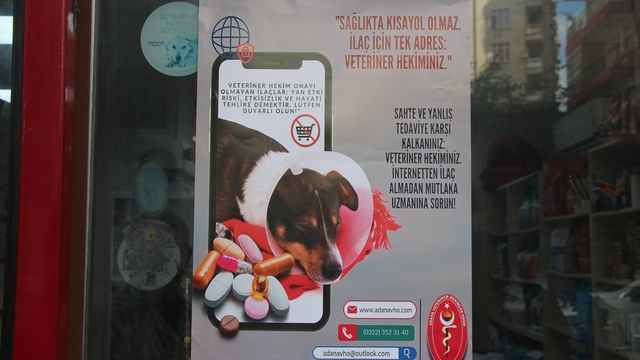 "SAĞLIKTA KISAYOL OLMAZ.
İLAÇ İÇİN TEK ADRES:
VETERİNER HEKİMİNİZ."
VETERİNER HEKİM ONAYI
OLMAYAN İLAÇLAR; YAN ETKİ
RİSKİ, ETKİSİZLİK VE HAYATİ
TEHLİKE DEMEKTİR. LÜTFEN
DUYARLI OLUN!"
SAHTE VE YANLIŞ
TEDAVİYE KARŞI
KALKANINIZ:
VETERİNER HEKİMİNİZ.
İNTERNETTEN İLAÇ
ALMADAN MUTLAKA
UZMANINA SORUN!
www.adanavho.com
(0322) 352 31 40
adanavho@outlook.com